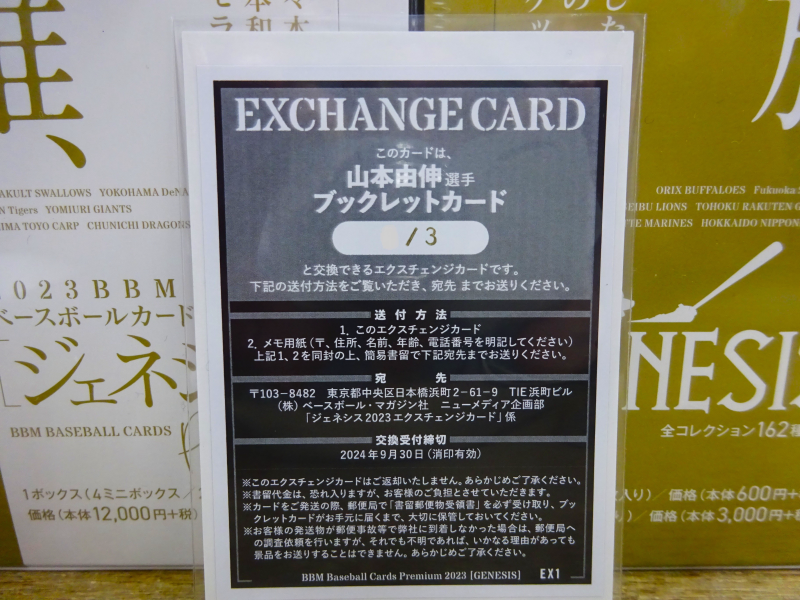 EXCHANGE CARD
このカードは、
山本由伸選手
ブックレットカード
/ 3
と交換できるエクスチェンジカードです。
下記の送付方法をご覧いただき、宛先 までお送りください。
送 付 方 法
1. このエクスチェンジカード
2. メモ用紙（〒、住所、名前、年齢、電話番号を明記してください）
上記1、2を同封の上、簡易書留で下記宛先までお送りください。
宛 先
〒103-8482 東京都中央区日本橋浜町2-61-9 TIE浜町ビル
（株）ベースボール・マガジン社 ニューメディア企画部
「ジェネシス2023エクスチェンジカード」係
交換受付締切
2024年9月30日（消印有効）
※このエクスチェンジカードはご返却いたしません。あらかじめご了承ください。
※書留代金は、恐れ入りますが、お客様のご負担とさせていただきます。
※カードをご発送の際、郵便局で「書留郵便物受領書」を必ず受け取り、ブッ
クレットカードがお手元に届くまで、大切に保管しておいてください。
※お客様の発送物が郵便事故等で弊社に到着しなかった場合は、郵便局へ
の調査依頼を行いますが、それでも不明であれば、いかなる理由があっても
景品をお送りすることはできません。あらかじめご了承ください。
BBM Baseball Cards Premium 2023 [GENESIS] EX1
AKULT SWALLOWS YOKOHAMA DeNA
N Tigers YOMIURI GIANTS
IMA TOYO CARP CHUNICHI DRAGONS
2023 BBM
ベースボールカード
「ジェネシ
BBM BASEBALL CARDS
1ボックス（4ミニボックス／
価格（本体12,000円+税）
ORIX BUFFALOES Fukuoka
SEIBU LIONS TOHOKU RAKUTEN G
TE MARINES HOKKAIDO NIPPON
NESIS
全コレクション162種
入り）／ 価格（本体600円+
）／ 価格（本体3,000円+